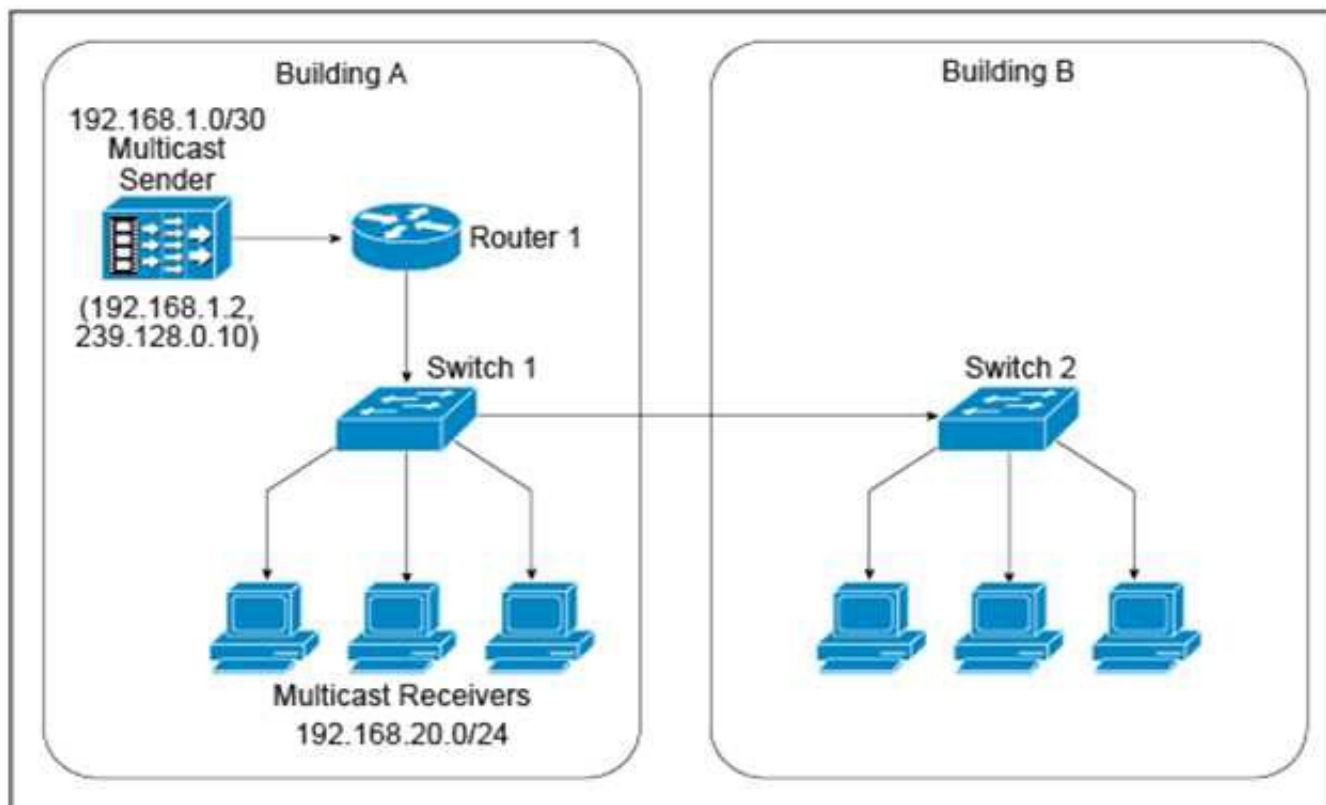 Building A
Building B
192.168.1.0/30
Multicast
Sender
Router 1
(192.168.1.2,
239.128.0.10)
Switch 1
Switch 2
Multicast Receivers
192.168.20.0/24